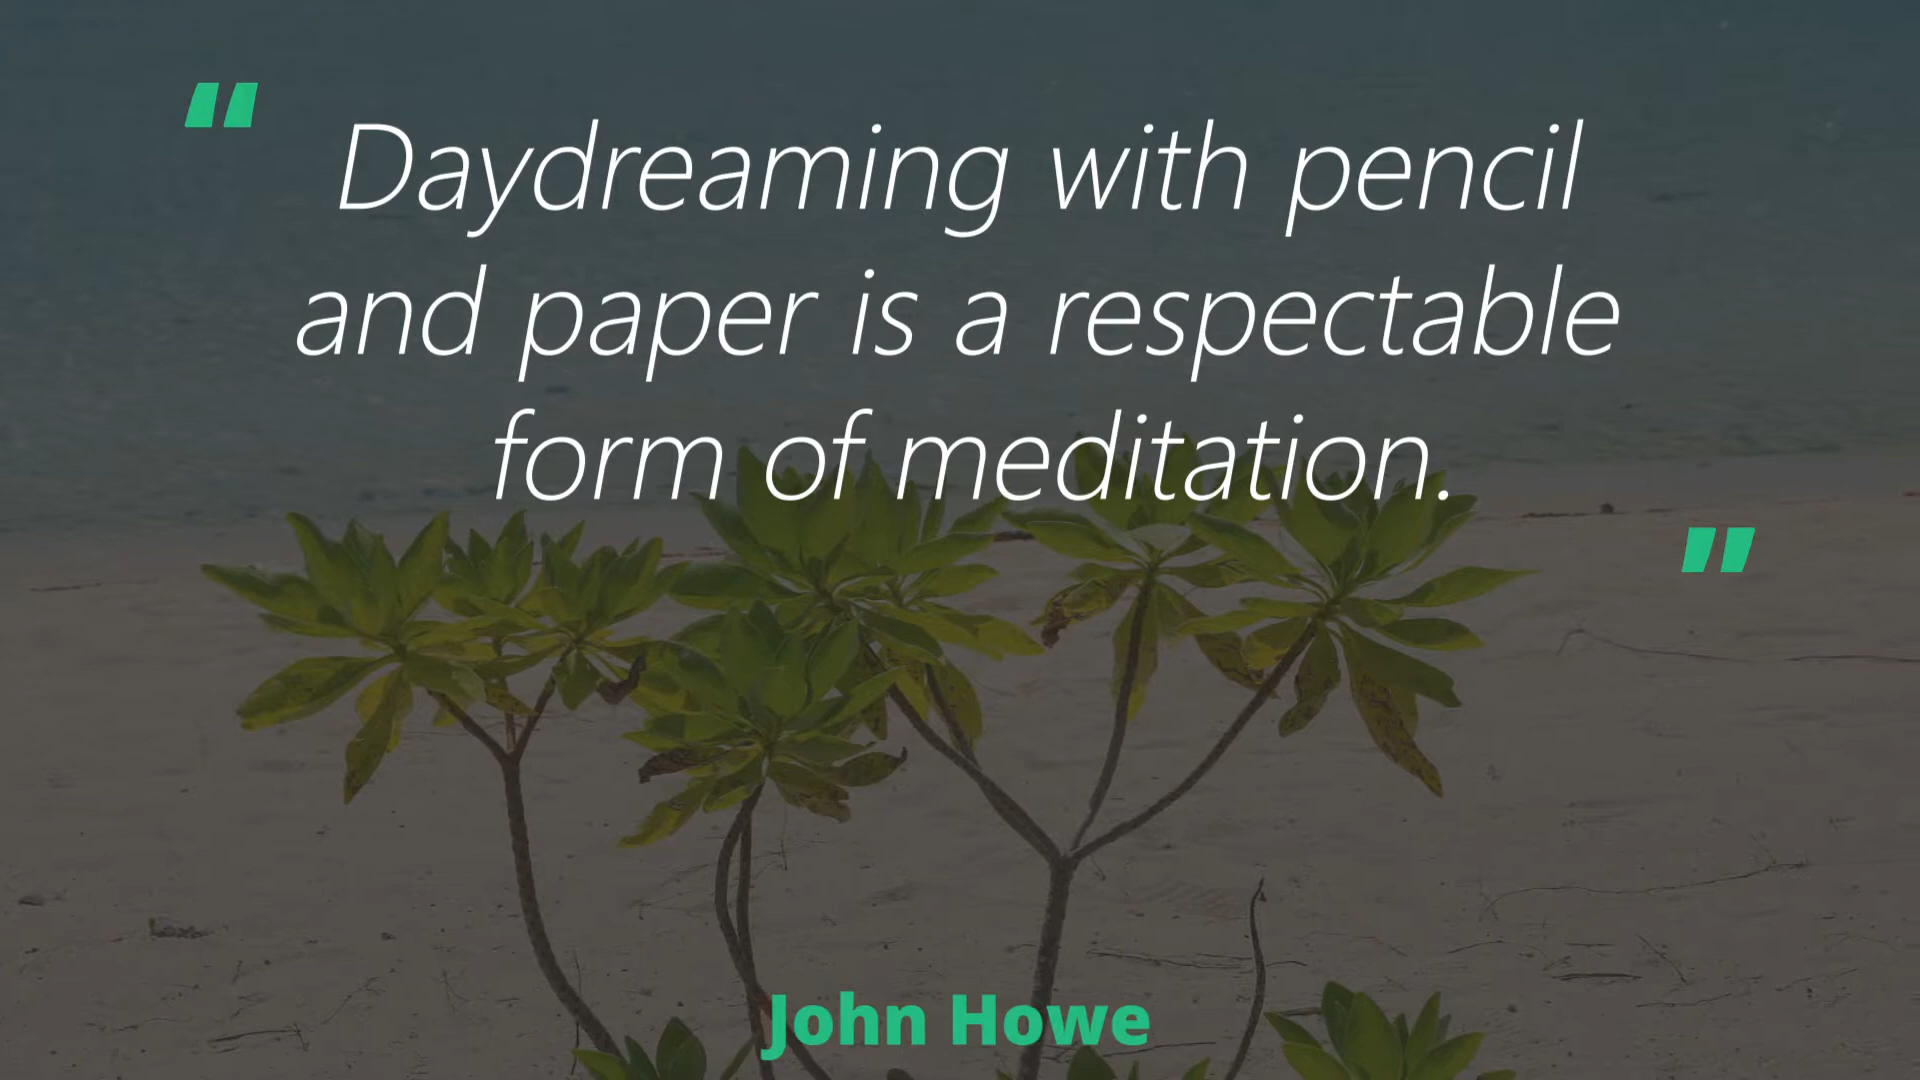 “ Daydreaming with pencil
and paper is a respectable
form of meditation. ”
John Howe